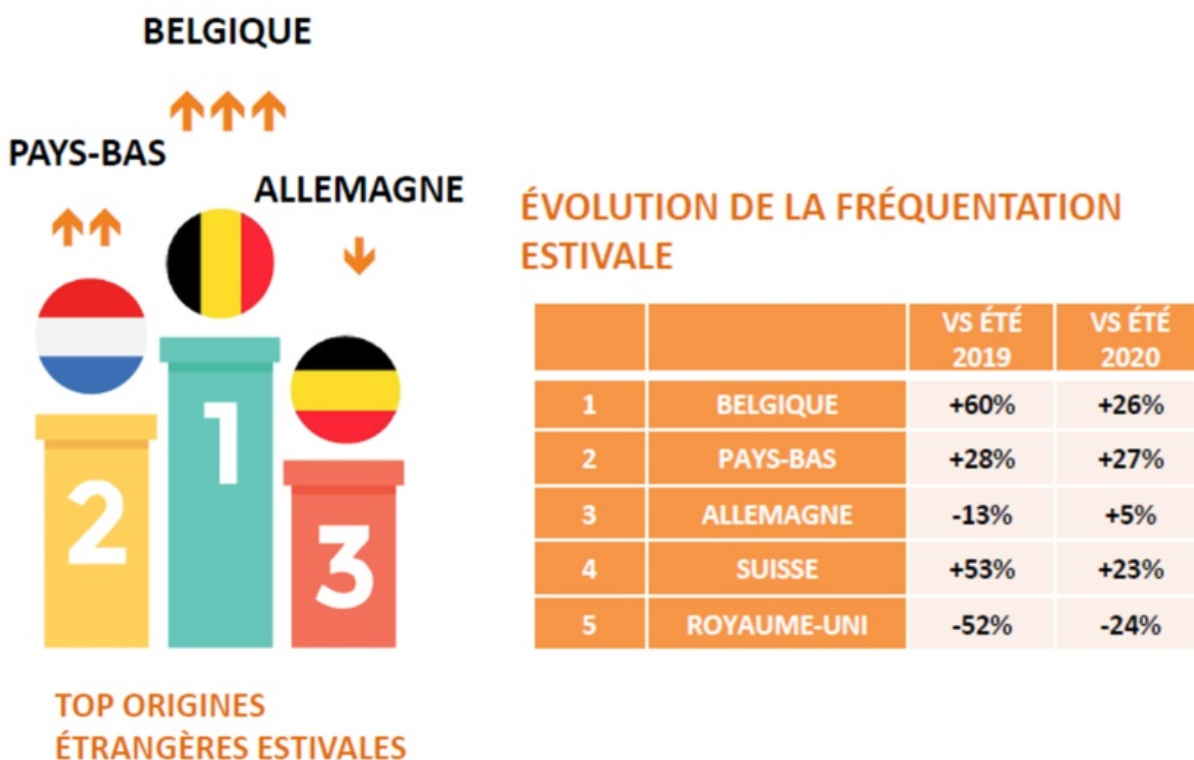 BELGIQUE
PAYS-BAS
ALLEMAGNE
2
1
3
TOP ORIGINES
ÉTRANGÈRES ESTIVALES
ÉVOLUTION DE LA FRÉQUENTATION
ESTIVALE
VS ÉTÉ 2019 VS ÉTÉ 2020
1 BELGIQUE +60% +26%
2 PAYS-BAS +28% +27%
3 ALLEMAGNE -13% +5%
4 SUISSE +53% +23%
5 ROYAUME-UNI -52% -24%